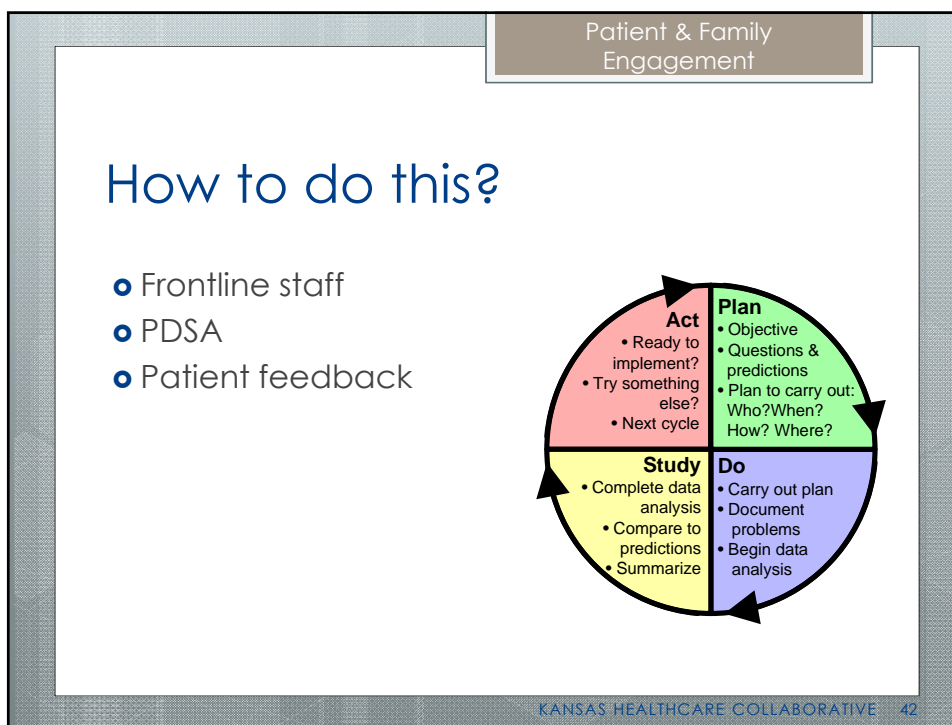 Patient & Family
Engagement
How to do this?
Frontline staff
PDSA
Patient feedback
Act
• Ready to
implement?
• Try something
else?
• Next cycle
Plan
• Objective
• Questions &
predictions
• Plan to carry out:
Who?When?
How? Where?
Study
• Complete data
analysis
• Compare to
predictions
• Summarize
Do
• Carry out plan
• Document
problems
• Begin data
analysis
KANSAS HEALTHCARE COLLABORATIVE 42